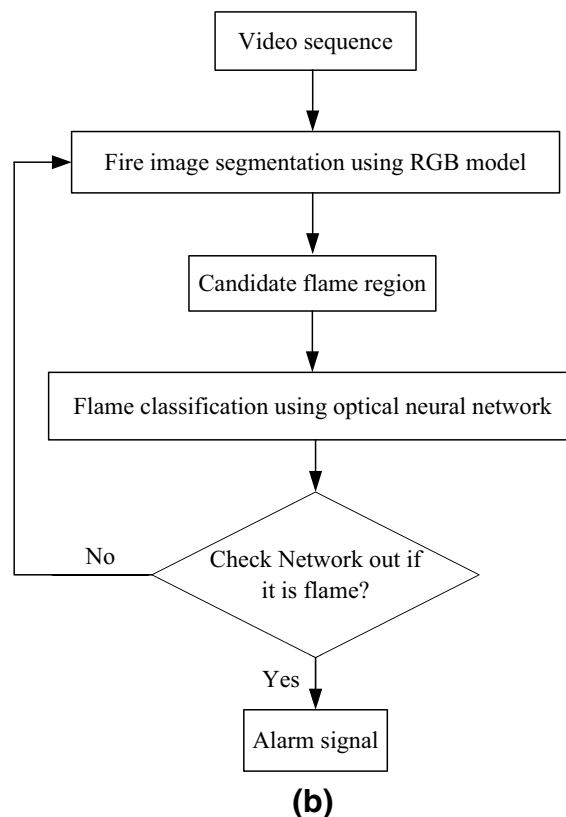 Video sequence
Fire image segmentation using RGB model
Candidate flame region
Flame classification using optical neural network
Check Network out if
it is flame?
No
Yes
Alarm signal
(b)